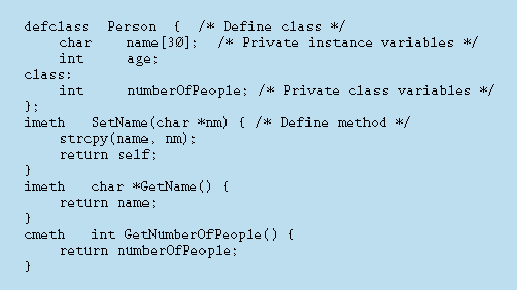 defclass  Person  {  /* Define class */
    char    name[30];  /* Private instance variables */
    int     age;
class:
    int     numberOfPeople; /* Private class variables */
};
imeth   SetName(char *nm) { /* Define method */
    strcpy(name, nm);
    return self;
}
imeth   char *GetName() {
    return name;
}
cmeth   int GetNumberOfPeople() {
    return numberOfPeople;
}